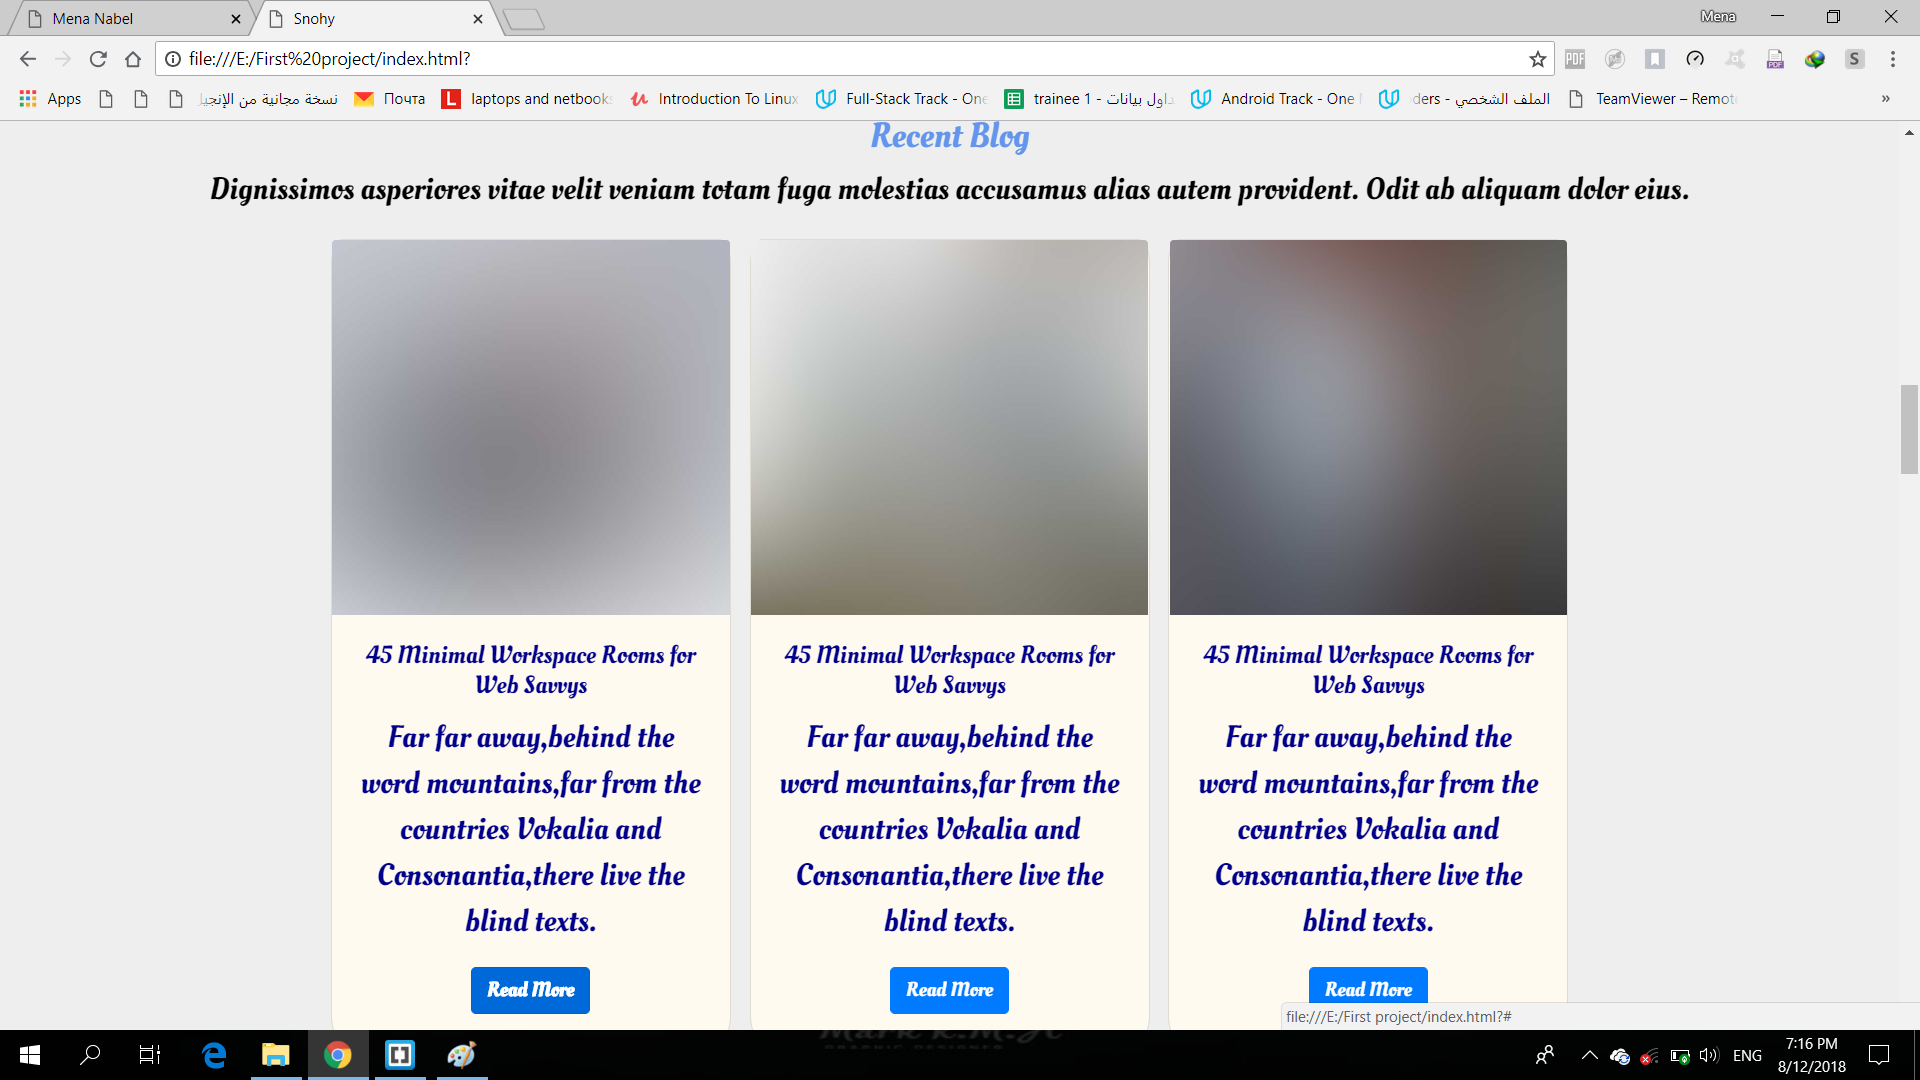 Mena Nabel
Snohy
Mena
file:///E:/First%20project/index.html?
Apps
نسخة مجانية من الإنجيل
Почта
laptops and netbook
Introduction To Linux
Full-Stack Track - One
trainee 1 - داول بيانات
Android Track - One
الملف الشخصي - ders
TeamViewer – Remot
»
Recent Blog
Dignissimos asperiores vitae velit veniam totam fuga molestias accusamus alias autem provident. Odit ab aliquam dolor eius.
45 Minimal Workspace Rooms for
Web Savvys
Far far away,behind the
word mountains,far from the
countries Vokalia and
Consonantia,there live the
blind texts.
Read More
45 Minimal Workspace Rooms for
Web Savvys
Far far away,behind the
word mountains,far from the
countries Vokalia and
Consonantia,there live the
blind texts.
Read More
45 Minimal Workspace Rooms for
Web Savvys
Far far away,behind the
word mountains,far from the
countries Vokalia and
Consonantia,there live the
blind texts.
Read More
file:///E:/First project/index.html?#
ENG
7:16 PM
8/12/2018